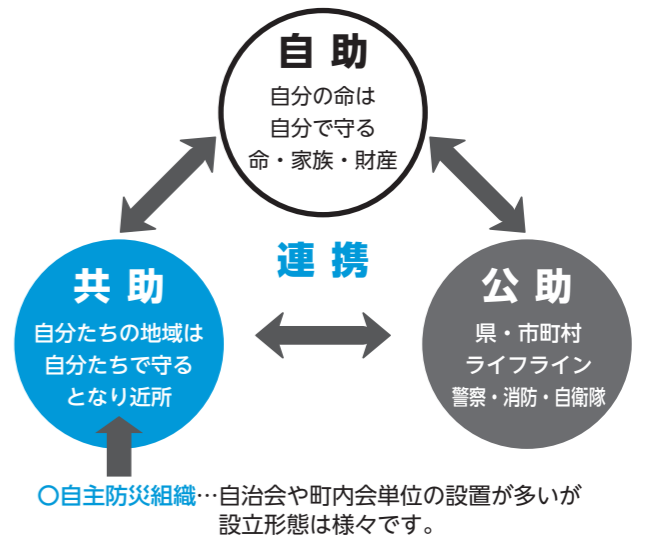 自助
自分の命は
自分で守る
命・家族・財産
連携
共助
自分たちの地域は
自分たちで守る
となり近所
公助
県・市町村
ライフライン
警察・消防・自衛隊
〇自主防災組織…自治会や町内会単位の設置が多いが
設立形態は様々です。